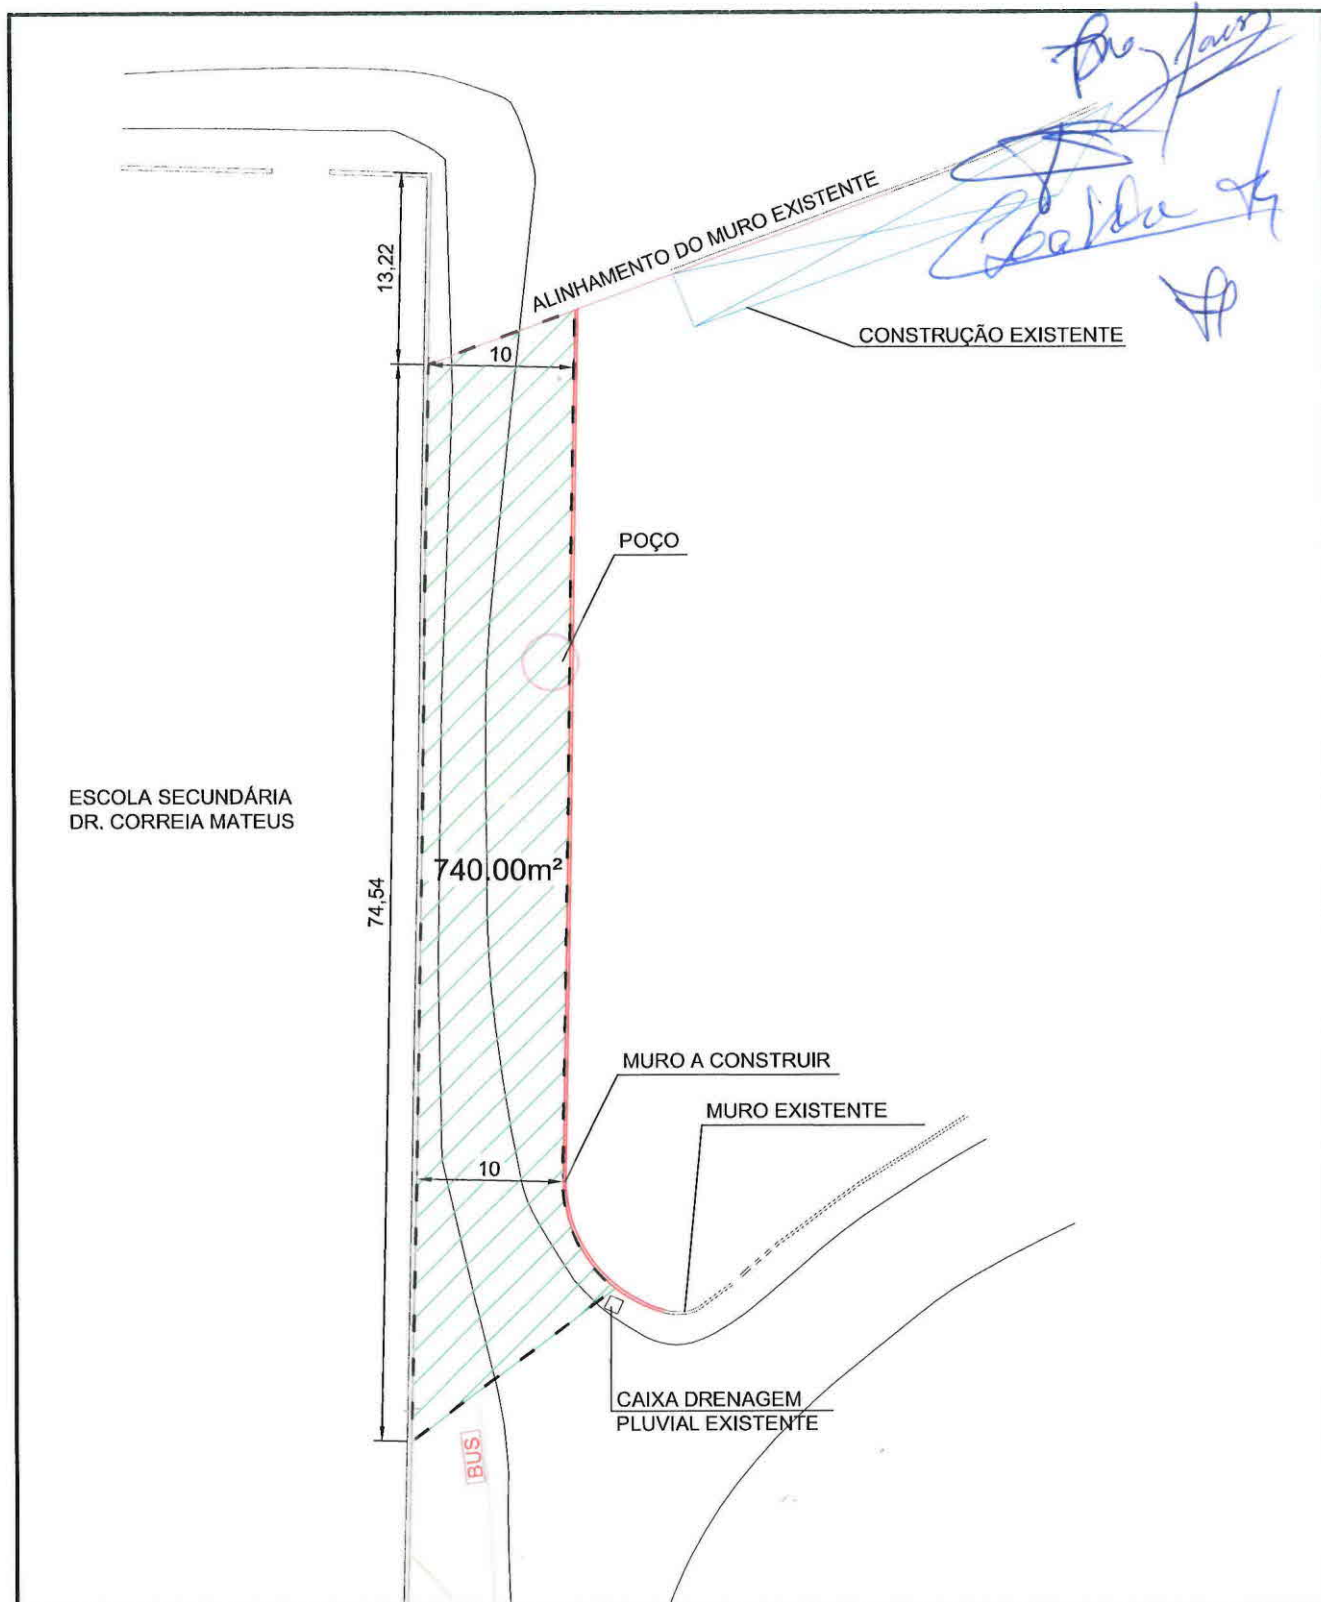 ALINHAMENTO DO MURO EXISTENTE
13,22
CONSTRUÇÃO EXISTENTE
10
POÇO
ESCOLA SECUNDÁRIA
DR. CORREIA MATEUS
740.00m²
74,54
MURO A CONSTRUIR
MURO EXISTENTE
10
CAIXA DRENAGEM
PLUVIAL EXISTENTE
BUS